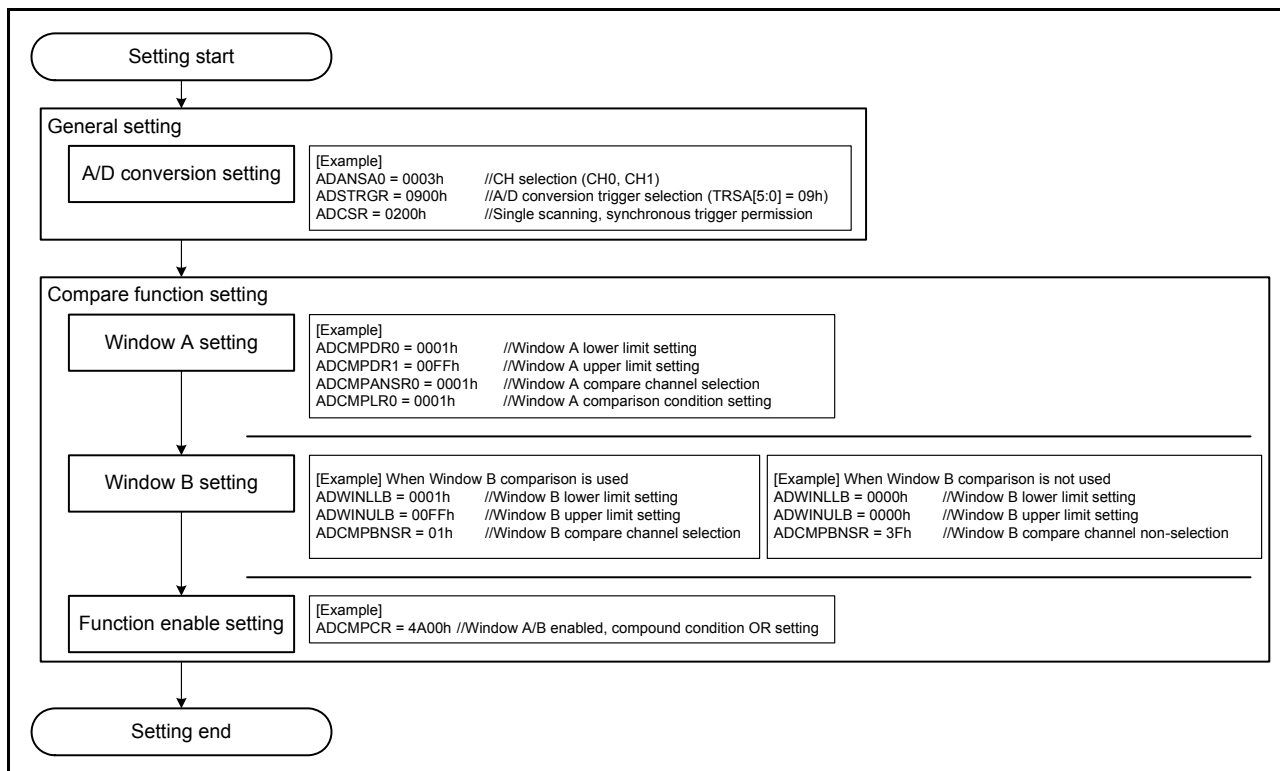 Setting start
General setting
A/D conversion setting
[Example]
ADANSA0 = 0003h //CH selection (CH0, CH1)
ADSTRGR = 0900h //A/D conversion trigger selection (TRSA[5:0] = 09h)
ADCSR = 0200h //Single scanning, synchronous trigger permission
Compare function setting
Window A setting
[Example]
ADCMPDR0 = 0001h //Window A lower limit setting
ADCMPDR1 = 00FFh //Window A upper limit setting
ADCMPANSR0 = 0001h //Window A compare channel selection
ADCMPLR0 = 0001h //Window A comparison condition setting
Window B setting
[Example] When Window B comparison is used
ADWINLLB = 0001h //Window B lower limit setting
ADWINULB = 00FFh //Window B upper limit setting
ADCMPBNSR = 01h //Window B compare channel selection
[Example] When Window B comparison is not used
ADWINLLB = 0000h //Window B lower limit setting
ADWINULB = 0000h //Window B upper limit setting
ADCMPBNSR = 3Fh //Window B compare channel non-selection
Function enable setting
[Example]
ADCMPCR = 4A00h //Window A/B enabled, compound condition OR setting
Setting end